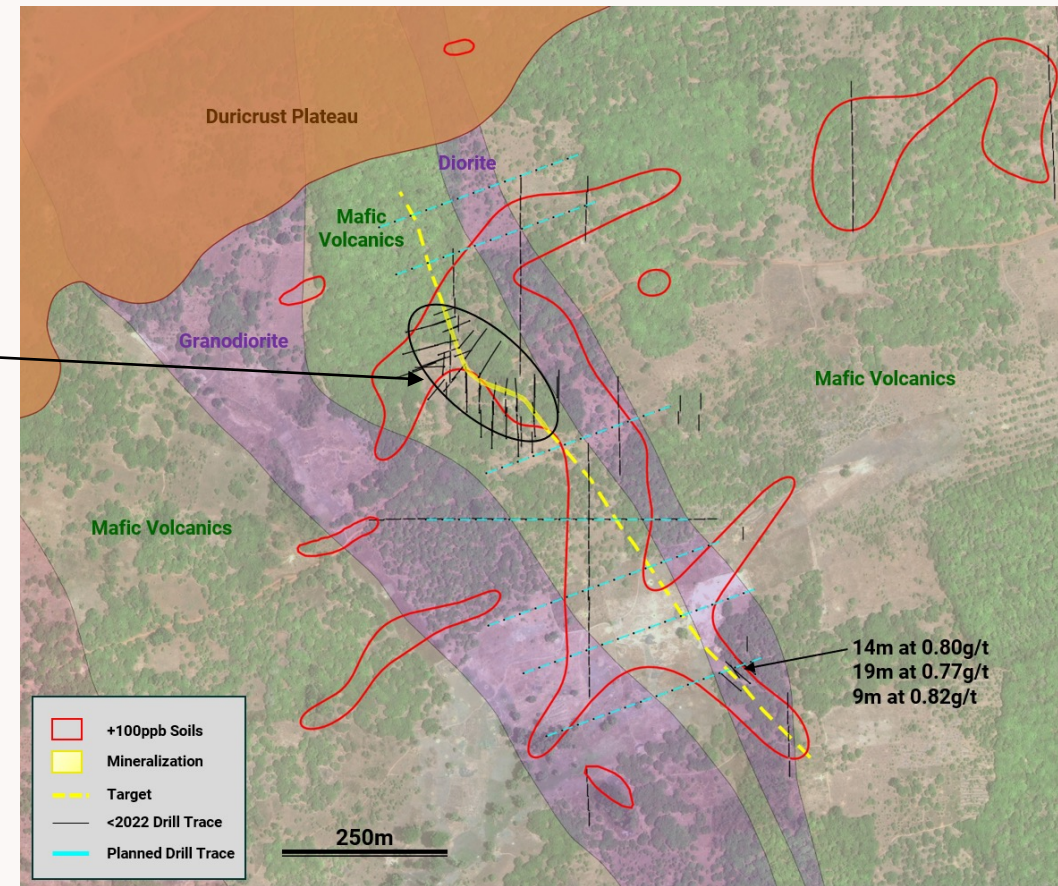 Duricrust Plateau
Diorite
Mafic
Volcanics
Granodiorite
Mafic Volcanics
Mafic Volcanics
14m at 0.80g/t
19m at 0.77g/t
9m at 0.82g/t
+100ppb Soils
Mineralization
Target
<2022 Drill Trace
Planned Drill Trace
250m